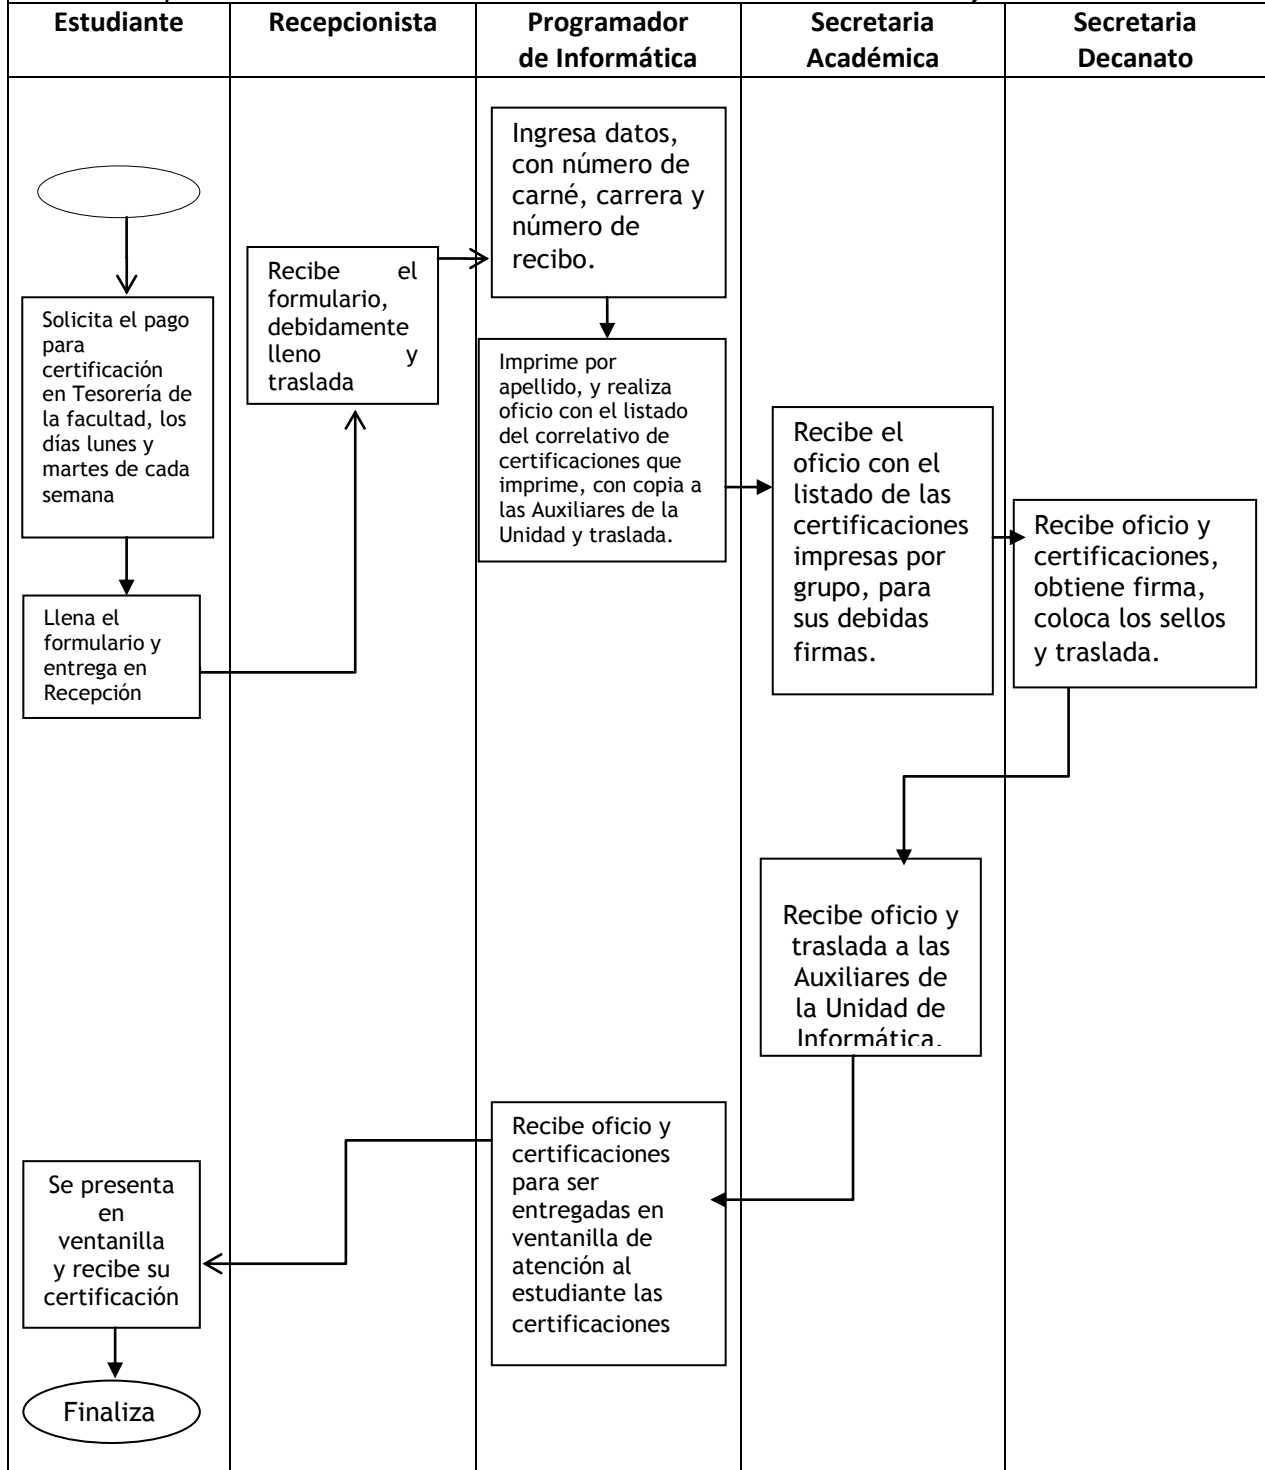 Estudiante
Recepcionista
Programador
de Informática
Secretaria
Académica
Secretaria
Decanato
Solicita el pago
para
certificación
en Tesorería de
la facultad, los
días lunes y
martes de cada
semana
Llena el
formulario y
entrega en
Recepción
Recibe el
formulario,
debidamente
lleno y
traslada
Ingresa datos,
con número de
carné, carrera y
número de
recibo.
Imprime por
apellido, y realiza
oficio con el listado
del correlativo de
certificaciones que
imprime, con copia a
las Auxiliares de la
Unidad y traslada.
Recibe el
oficio con el
listado de las
certificaciones
impresas por
grupo, para
sus debidas
firmas.
Recibe oficio y
certificaciones,
obtiene firma,
coloca los sellos
y traslada.
Recibe oficio y
traslada a las
Auxiliares de
la Unidad de
Informática.
Recibe oficio y
certificaciones
para ser
entregadas en
ventanilla de
atención al
estudiante las
certificaciones
Se presenta
en
ventanilla
y recibe su
certificación
Finaliza